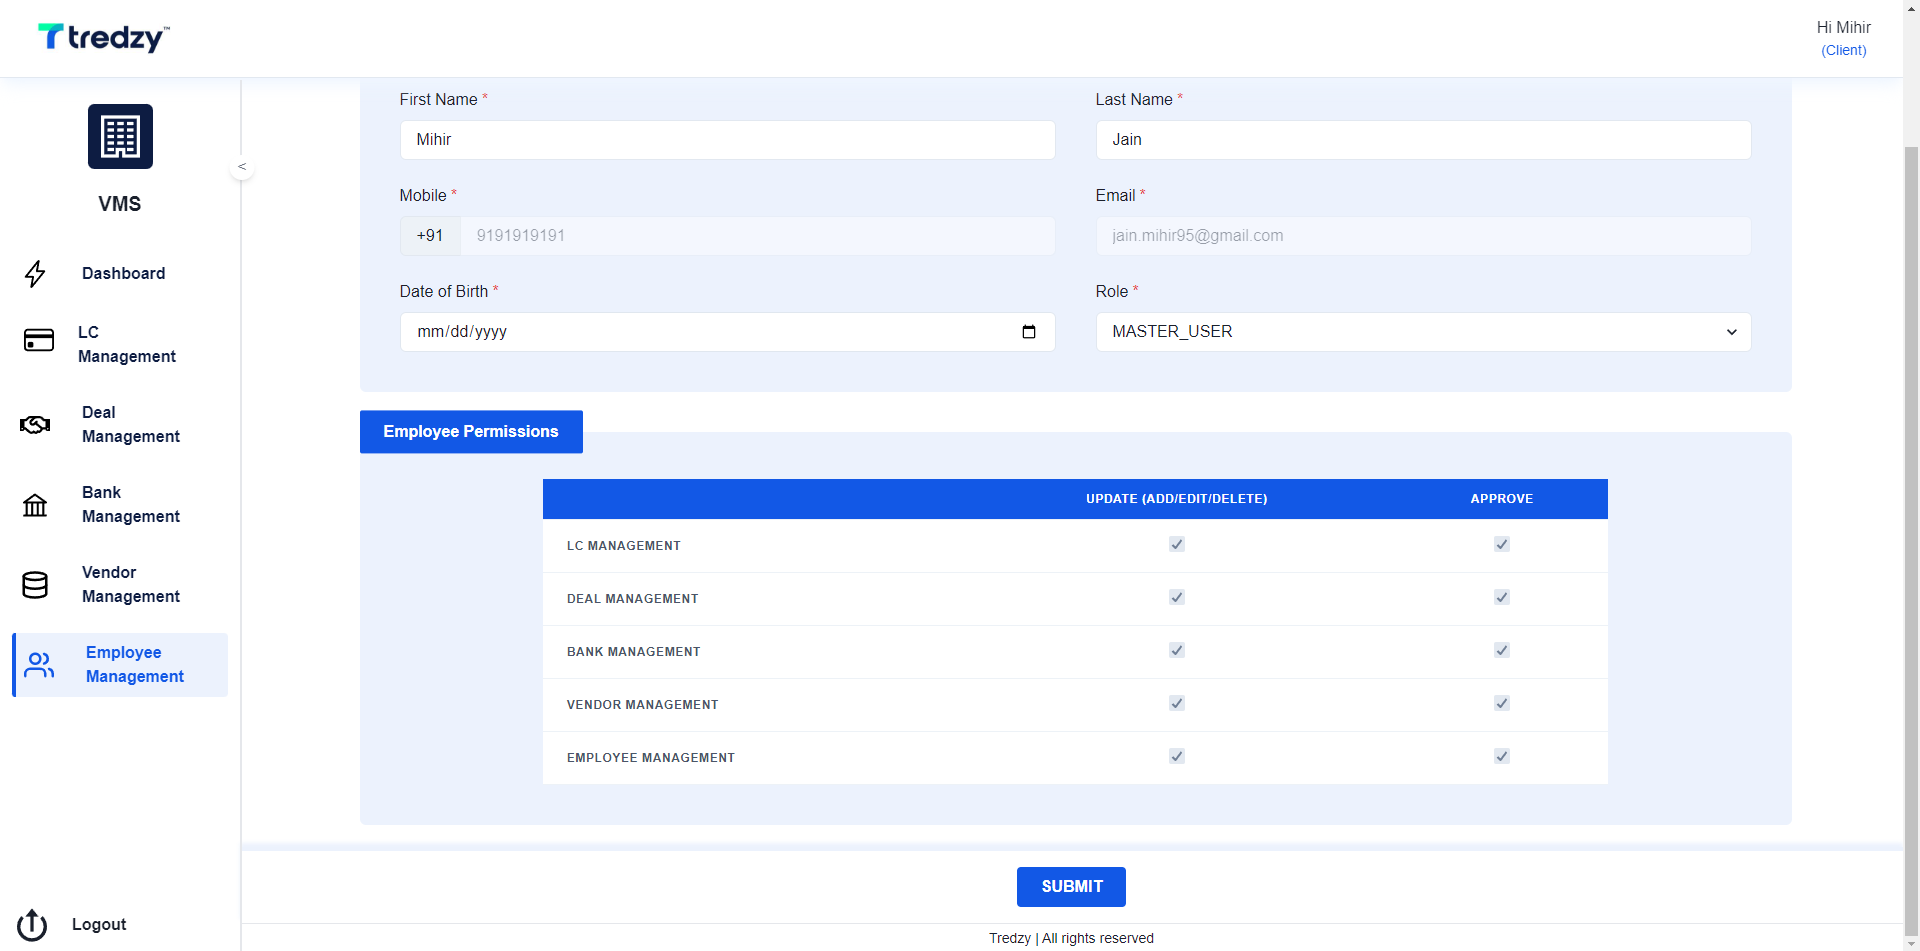 tredzy™
Hi Mihir
(Client)
VMS
<
Dashboard
LC
Management
Deal
Management
Bank
Management
Vendor
Management
Employee
Management
Logout
First Name *
Last Name *
Mihir
Jain
Mobile *
Email *
+91 9191919191
jain.mihir95@gmail.com
Date of Birth *
Role *
mm/dd/yyyy
MASTER_USER
Employee Permissions
UPDATE (ADD/EDIT/DELETE) APPROVE
LC MANAGEMENT
DEAL MANAGEMENT
BANK MANAGEMENT
VENDOR MANAGEMENT
EMPLOYEE MANAGEMENT
SUBMIT
Tredzy | All rights reserved